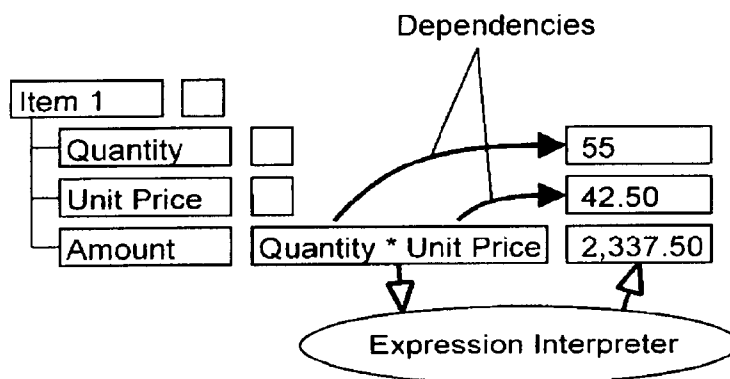 Dependencies
Item 1
Quantity
55
Unit Price
42.50
Amount
Quantity * Unit Price
2,337.50
Expression Interpreter